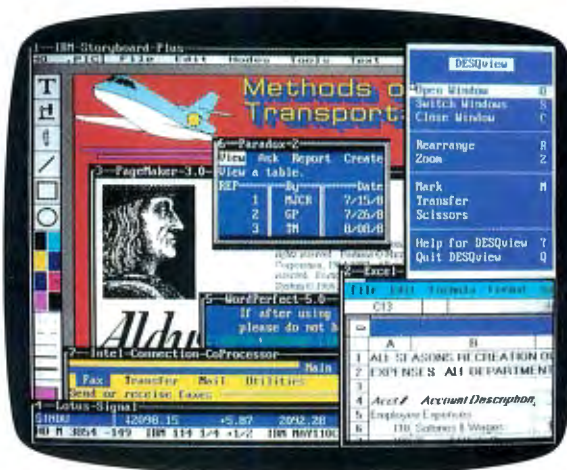 1—IBM-Storyboard-Plus
.PIC] File Edit Modes Tools Text
Methods o
Transport
DESQview
Open Window O
Switch Windows S
Close Window C
Rearrange R
Zoom Z
Mark M
Transfer
Scissors
Help for DESQview ?
Quit DESQview Q
6—Paradox-2
View Ask Report Create
View a table.
REP By Date
1 MJCR 7/15/8
2 GP 7/26/8
3 TM 8/08/8
3—PageMaker-3.0
Aldu
5—WordPerfect-5.0
If after using
please do not h
7—Intel-Connection-CoProcessor
Main
Fax Transfer Mail Utilities
Send or receive faxes
4—Lotus-Signal
$INDU 42098.15 +5.87 2092.28
IBM 114 1/4 +1/2 IBM
2—Excel
File Edit Formula Format
C13
A B
1 ALL SEASONS RECREATION
2 EXPENSES ALL DEPARTMENT
4 Acct# Account Description
5 Employee Expenses
110 Salaries & Wages